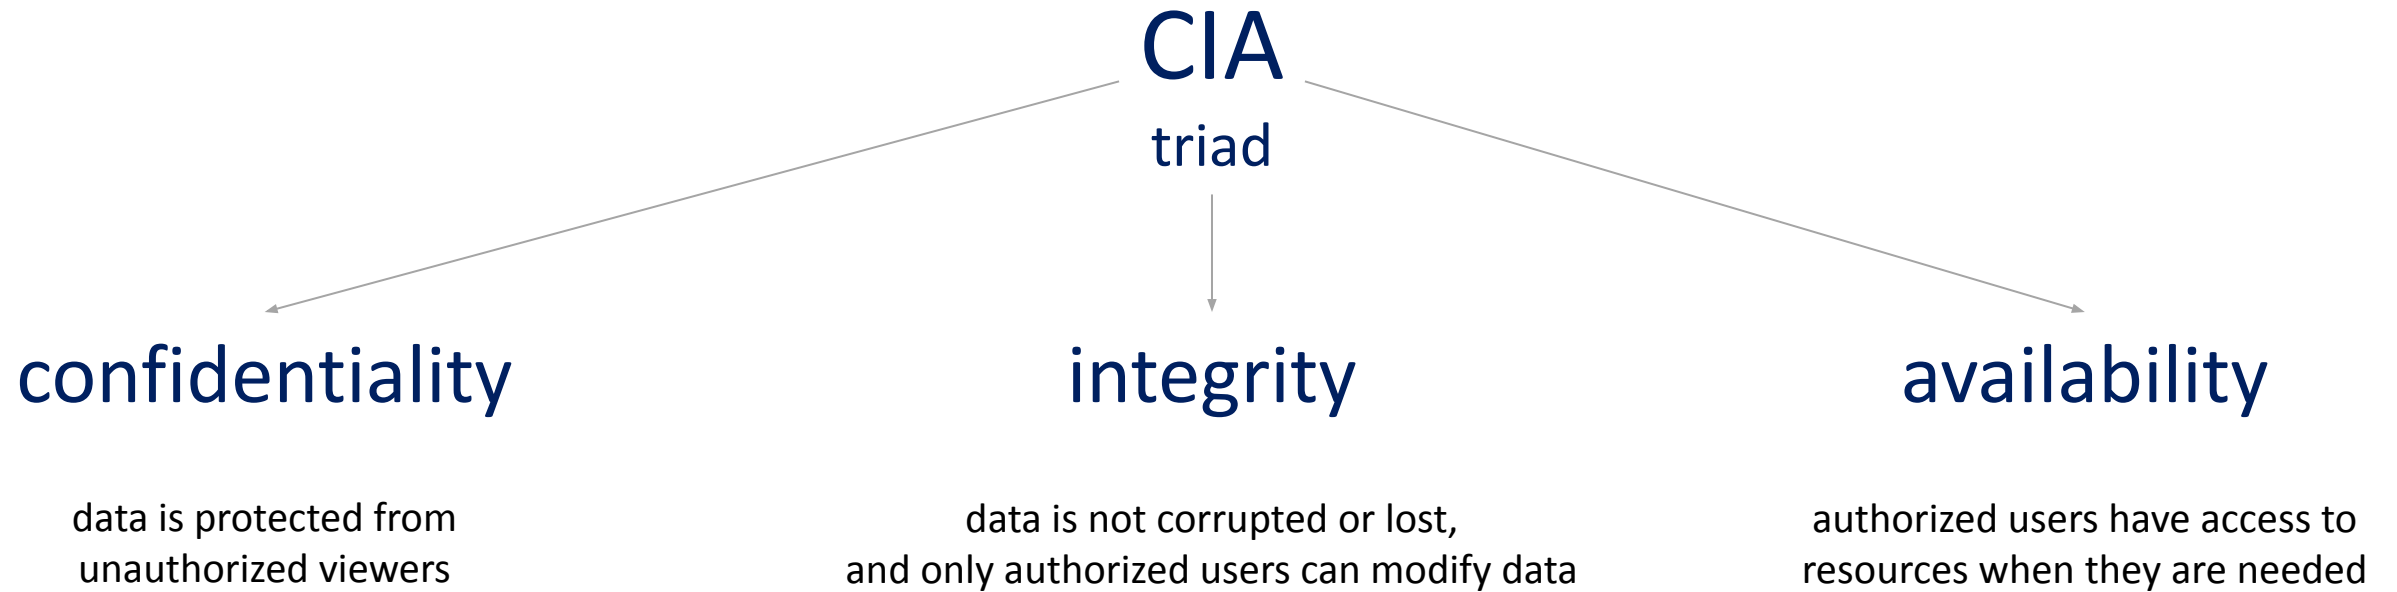 CIA
triad
confidentiality
integrity
availability
data is protected from
unauthorized viewers
data is not corrupted or lost,
and only authorized users can modify data
authorized users have access to
resources when they are needed